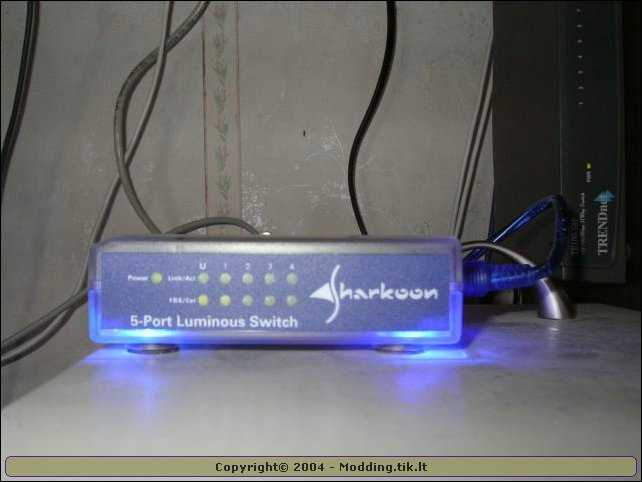 U 1 2 3 4
Power Link/Act
FDX/Col
Sharkoon
5-Port Luminous Switch
TRENDnet
Copyright© 2004 - Modding.tik.lt